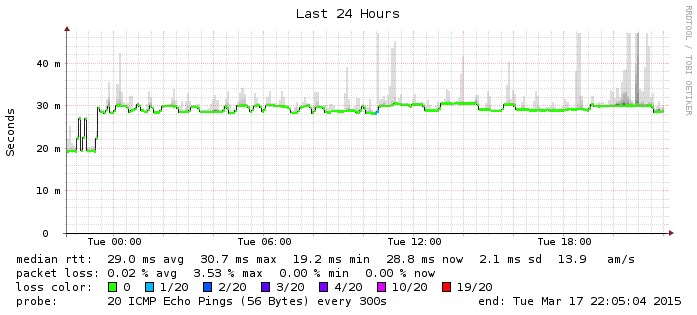 Last 24 Hours
RRDTOOL / TOBI OETIKER
Seconds
40 m
30 m
20 m
10 m
0
Tue 00:00 Tue 06:00 Tue 12:00 Tue 18:00
median rtt: 29.0 ms avg 30.7 ms max 19.2 ms min 28.8 ms now 2.1 ms sd 13.9 am/s
packet loss: 0.02 % avg 3.53 % max 0.00 % min 0.00 % now
loss color: 0 1/20 2/20 3/20 4/20 10/20 19/20
probe: 20 ICMP Echo Pings (56 Bytes) every 300s end: Tue Mar 17 22:05:04 2015